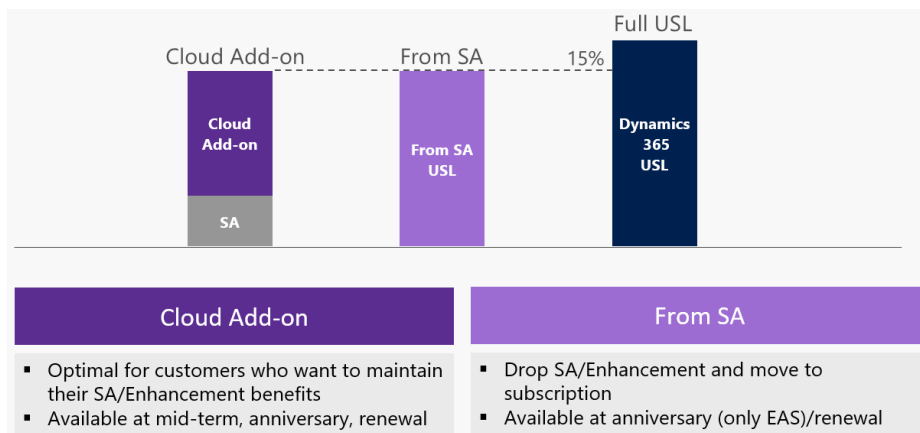 Full USL
Cloud Add-on
From SA
15%
Cloud
Add-on
SA
From SA
USL
Dynamics
365
USL
Cloud Add-on
▪ Optimal for customers who want to maintain
their SA/Enhancement benefits
▪ Available at mid-term, anniversary, renewal
From SA
▪ Drop SA/Enhancement and move to
subscription
▪ Available at anniversary (only EAS)/renewal